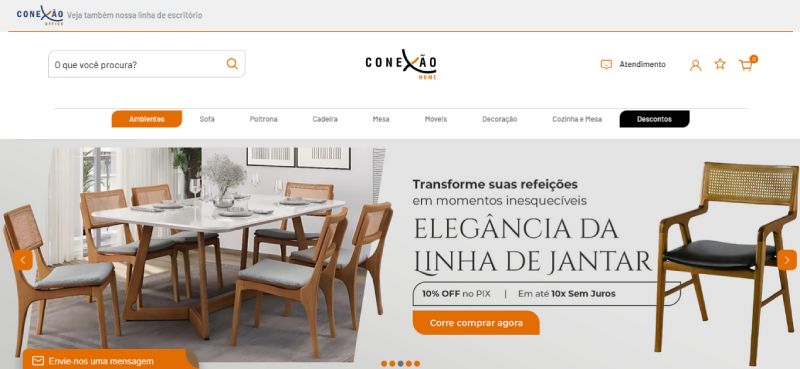 CONEXÃO
OFFICE
Veja também nossa linha de escritório
O que você procura?
CONEXÃO
HOME
Atendimento
0
Ambientes
Sofá
Poltrona
Cadeira
Mesa
Móveis
Decoração
Cozinha e Mesa
Descontos
Transforme suas refeições
em momentos inesquecíveis
ELEGÂNCIA DA
LINHA DE JANTAR
10% OFF no PIX | Em até 10x Sem Juros
Corre comprar agora
Envie-nos uma mensagem